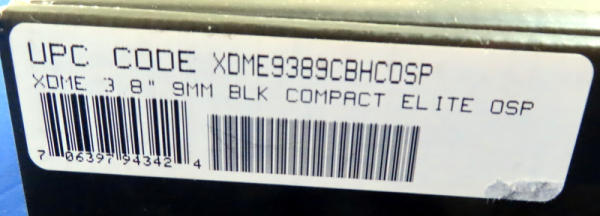 UPC CODE XDME9389CBHCOSP
XDME 3 8" 9MM BLK COMPACT ELITE OSP
7 06397 94342 4